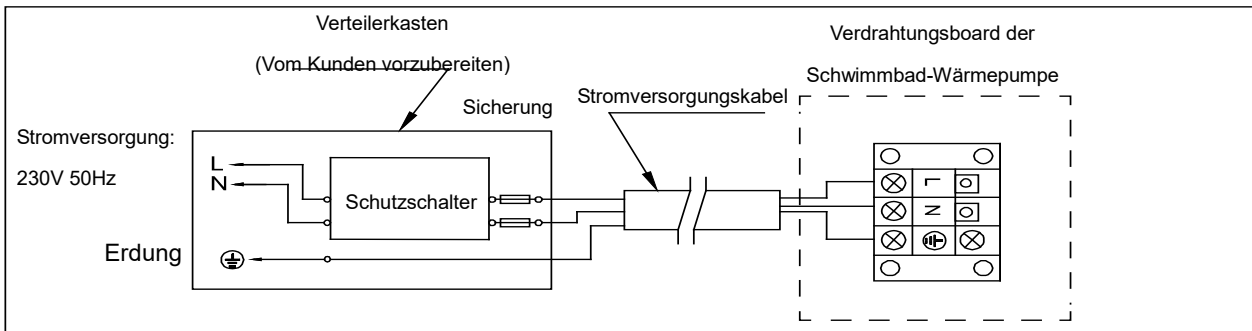 Verteilerkasten
(Vom Kunden vorzubereiten)
Verdrahtungsboard der
Schwimmbad-Wärmepumpe
Sicherung
Stromversorgungskabel
Stromversorgung:
230V 50Hz
L
N
Schutzschalter
Erdung
L
N